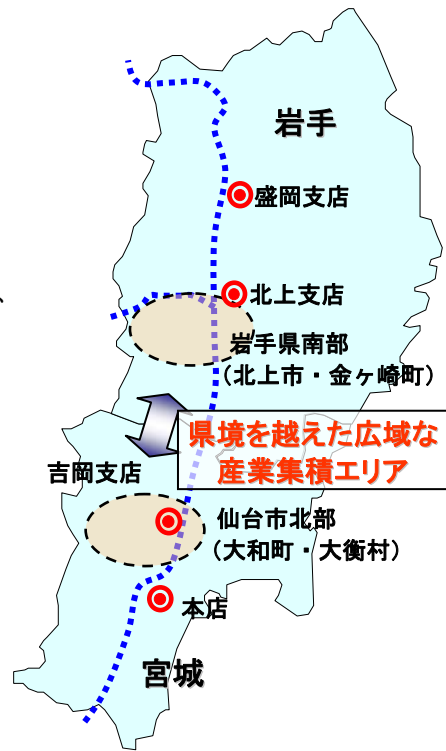 岩手
盛岡支店
北上支店
岩手県南部
（北上市・金ヶ崎町）
県境を越えた広域な
産業集積エリア
吉岡支店
仙台市北部
（大和町・大衡村）
本店
宮城